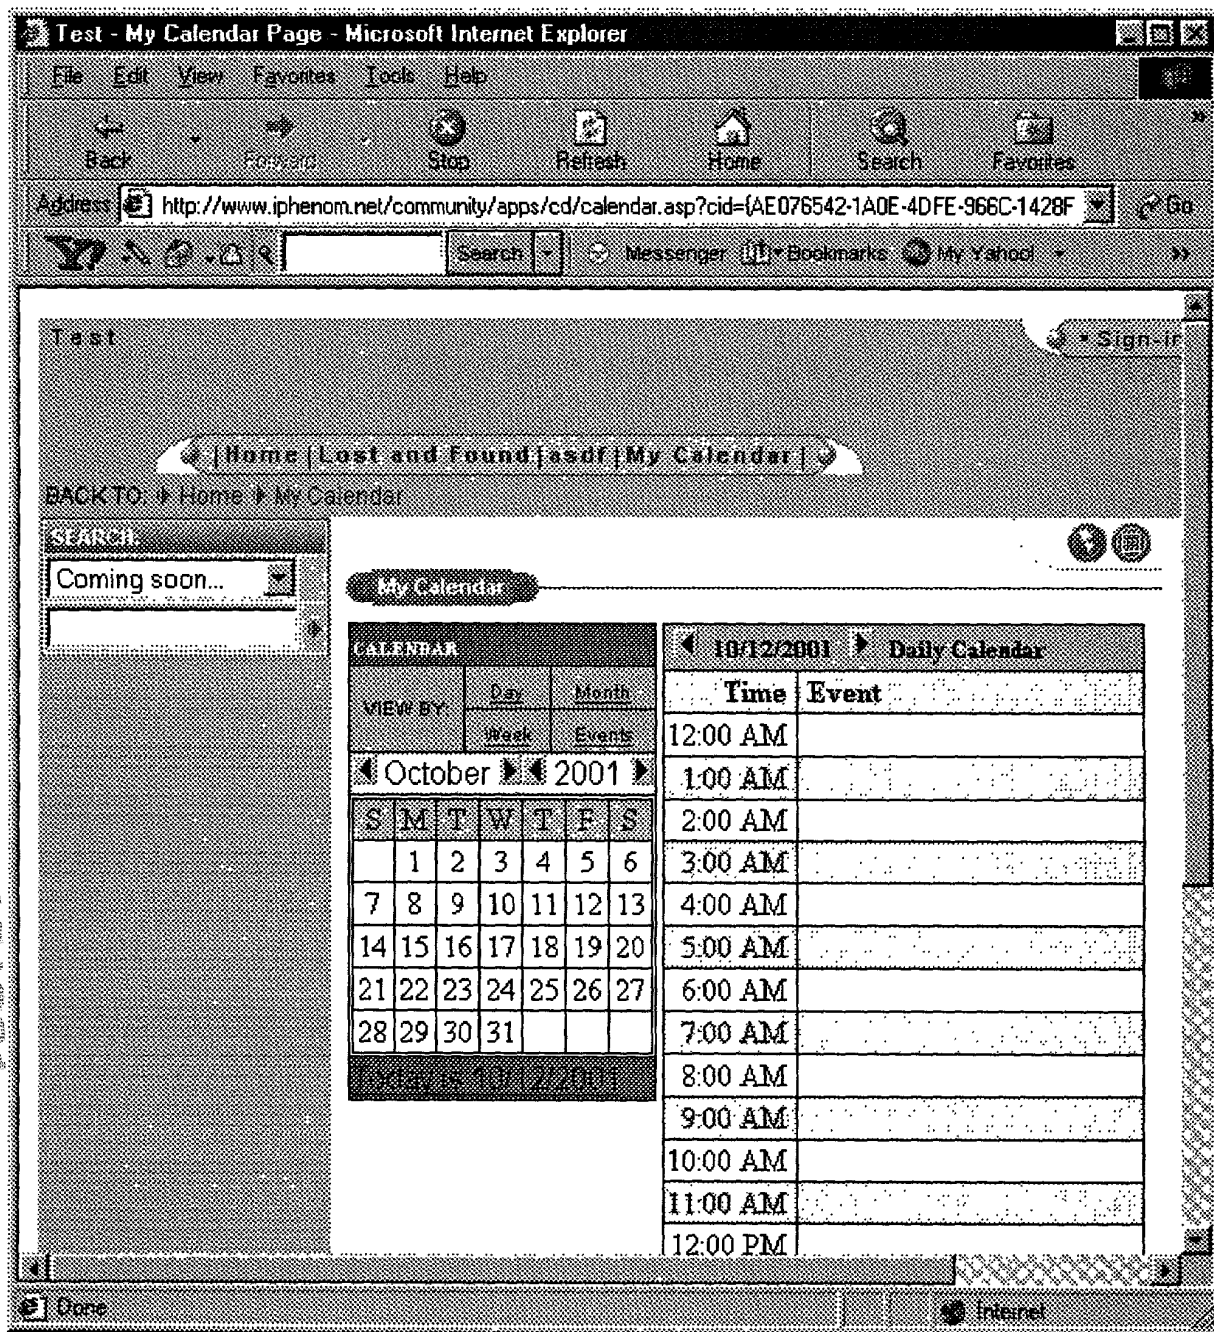 Test - My Calendar Page - Microsoft Internet Explorer
File Edit View Favorites Tools Help
Back Forward Stop Refresh Home Search Favorites »
Address http://www.iphenom.net/community/apps/cd/calendar.asp?cid={AE076542-1A0E-4DFE-966C-1428F Go
Y? Search Messenger Bookmarks My Yahoo! »
Test
Sign-in
|Home|Lost and Found|asdf|My Calendar|
BACK TO: Home My Calendar
SEARCH:
Coming soon...
My Calendar
CALENDAR
VIEW BY: Day Month
Week Events
October 2001
S M T W T F S
1 2 3 4 5 6
7 8 9 10 11 12 13
14 15 16 17 18 19 20
21 22 23 24 25 26 27
28 29 30 31
Today is 10/12/2001
10/12/2001 Daily Calendar
Time Event
12:00 AM
1:00 AM
2:00 AM
3:00 AM
4:00 AM
5:00 AM
6:00 AM
7:00 AM
8:00 AM
9:00 AM
10:00 AM
11:00 AM
12:00 PM
Done Internet